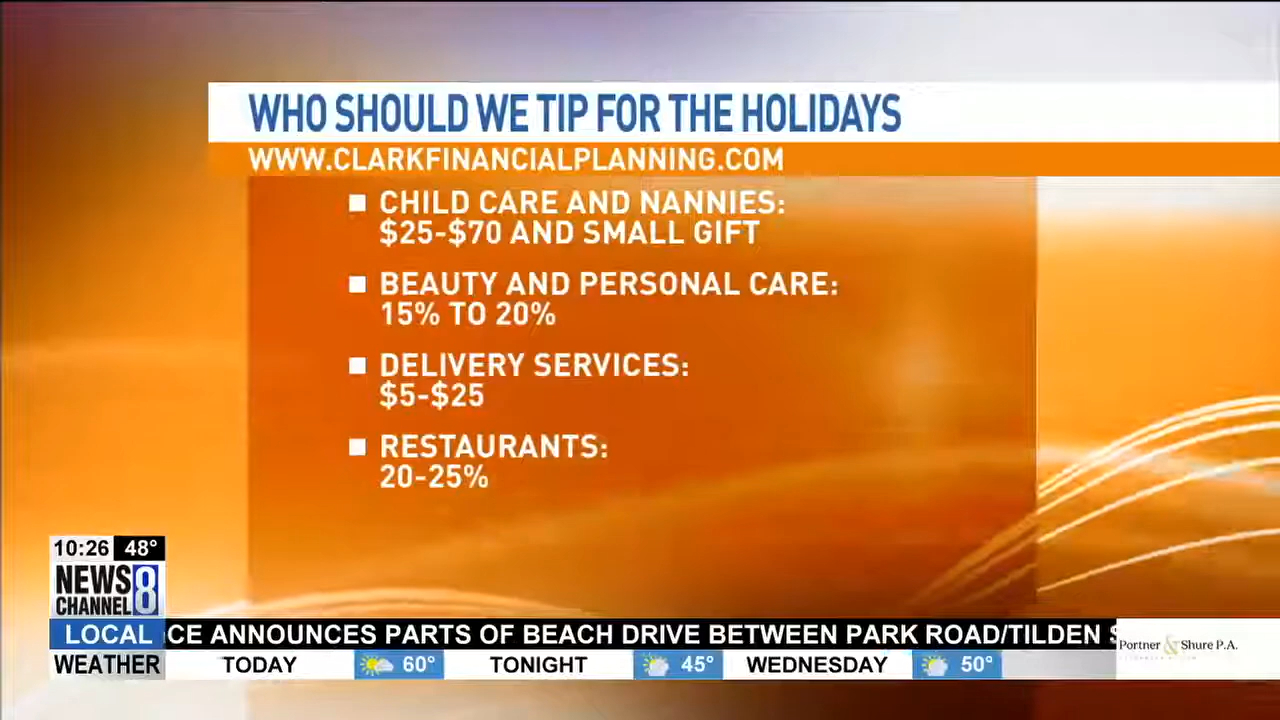 WHO SHOULD WE TIP FOR THE HOLIDAYS
WWW.CLARKFINANCIALPLANNING.COM
CHILD CARE AND NANNIES:
$25-$70 AND SMALL GIFT
BEAUTY AND PERSONAL CARE:
15% TO 20%
DELIVERY SERVICES:
$5-$25
RESTAURANTS:
20-25%
10:26 48°
NEWS
CHANNEL 8
LOCAL CE ANNOUNCES PARTS OF BEACH DRIVE BETWEEN PARK ROAD/TILDEN
Portner & Shure P.A.
WEATHER TODAY 60° TONIGHT 45° WEDNESDAY 50°